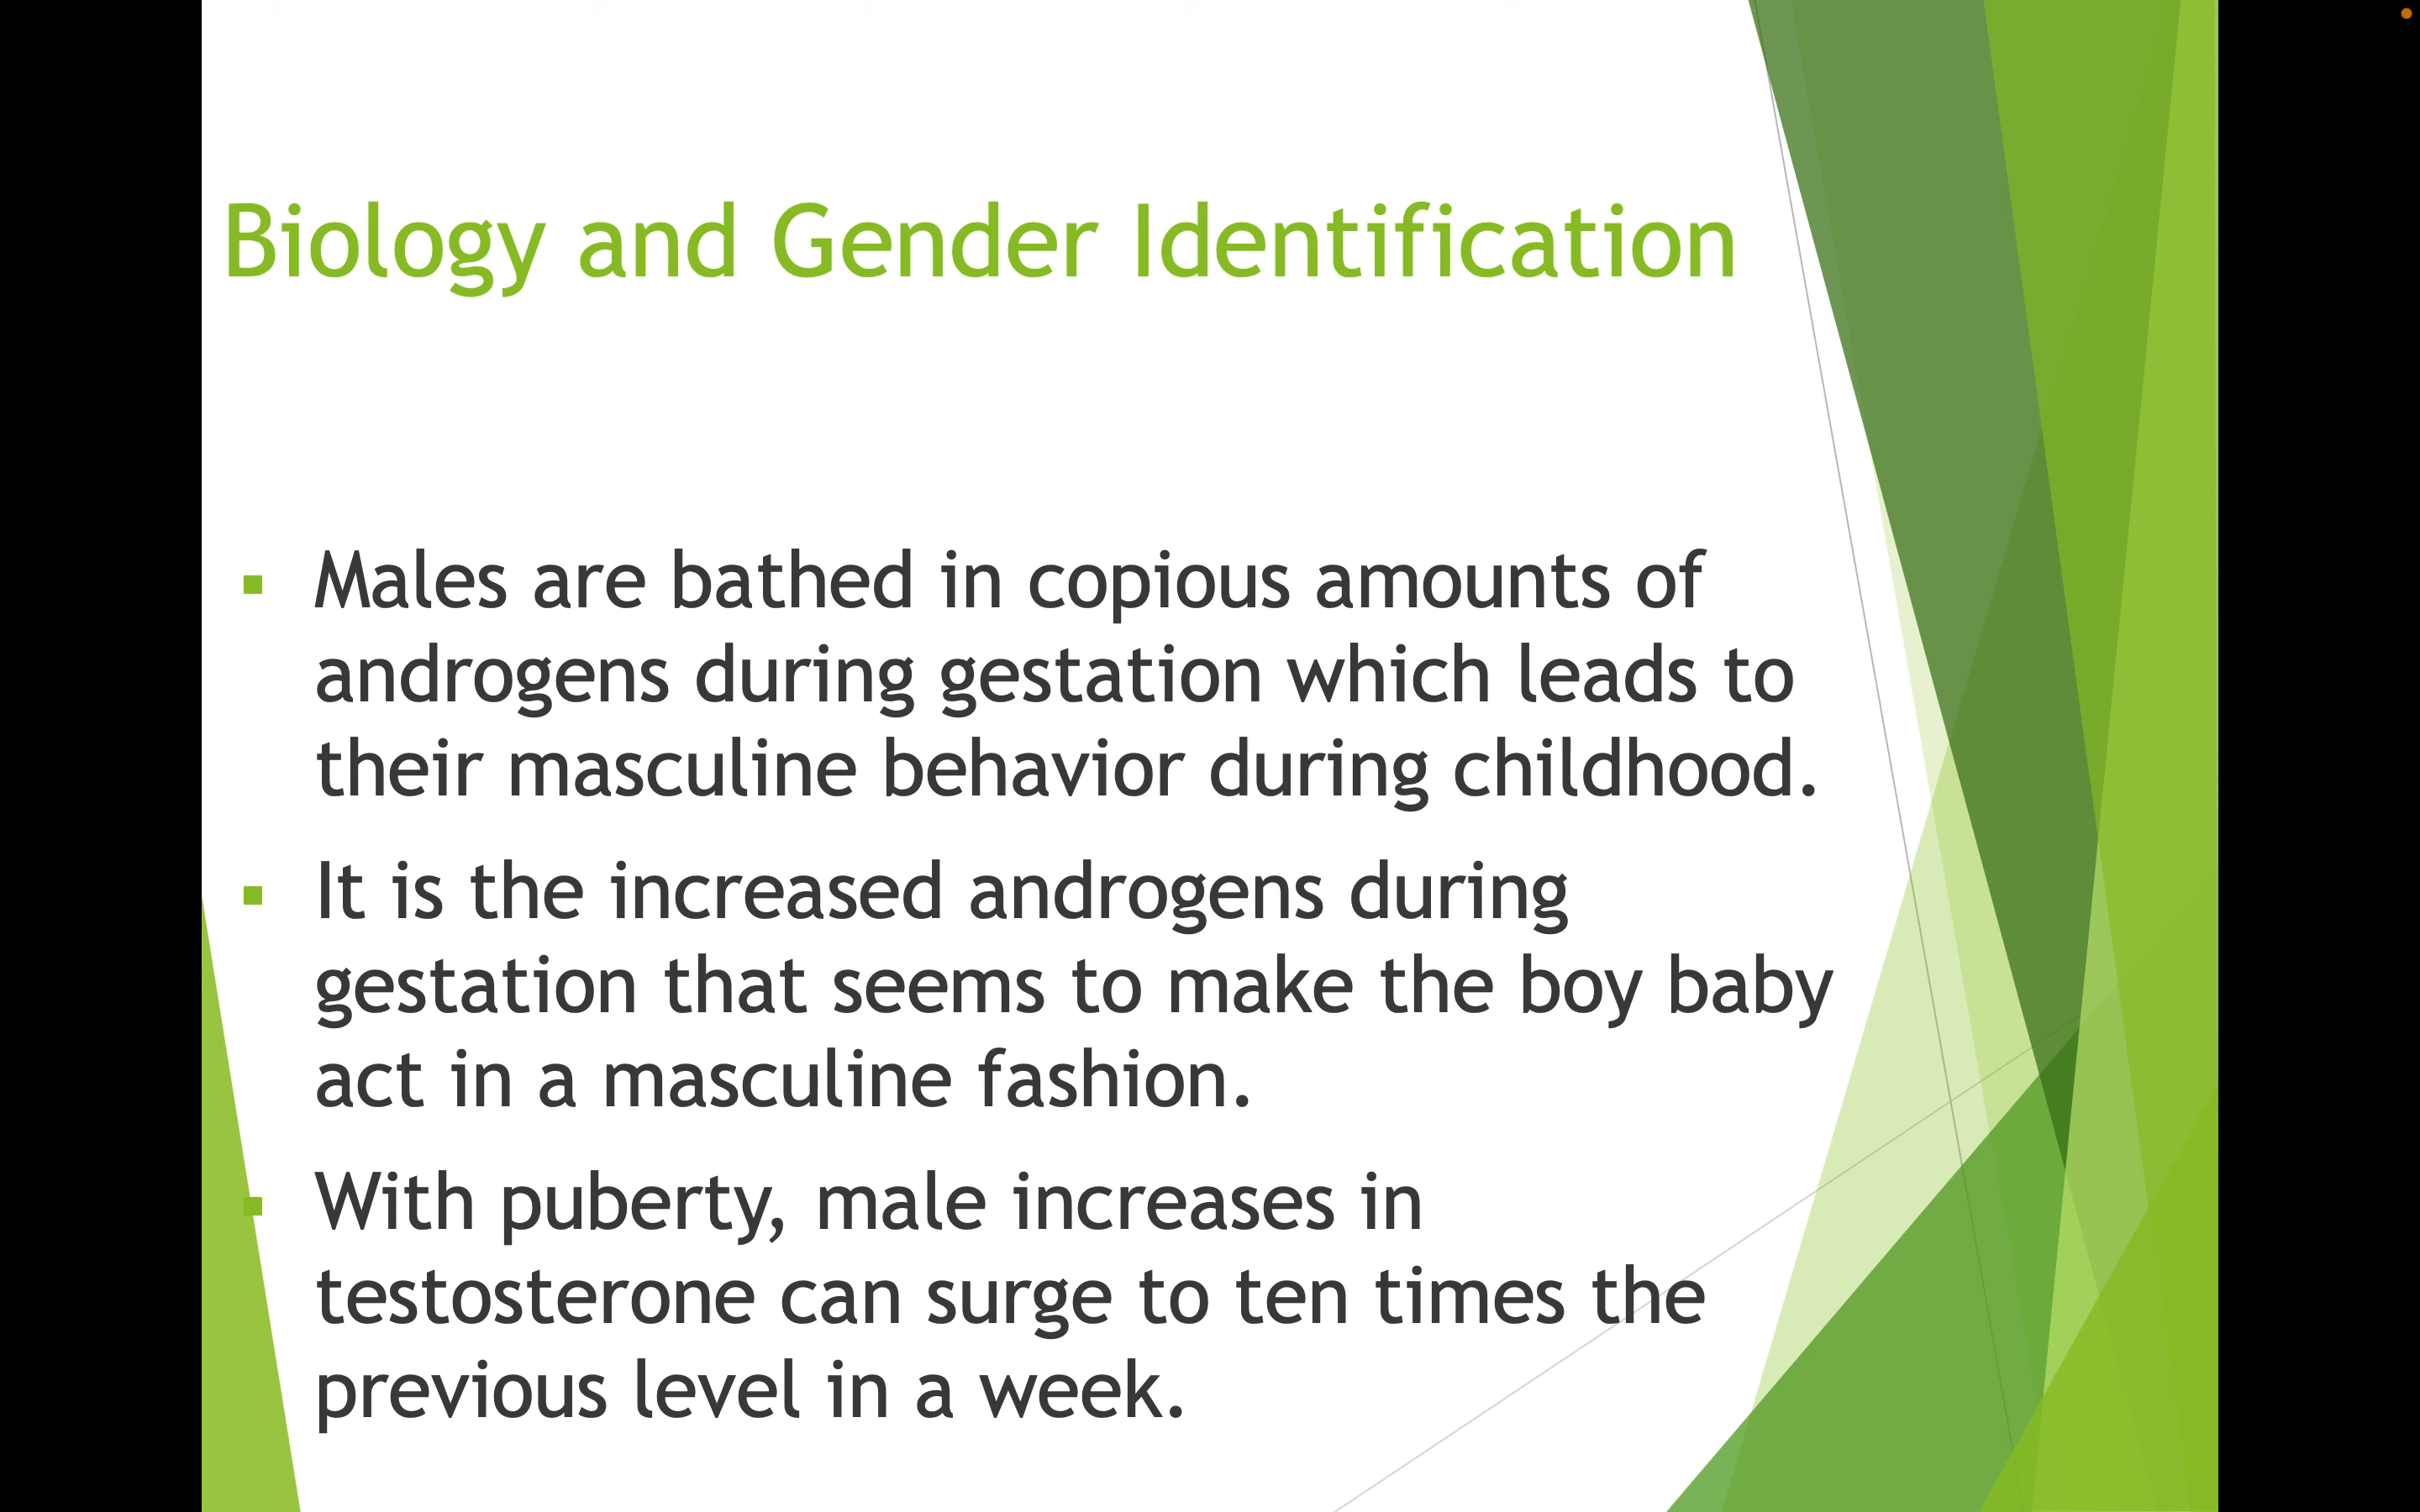 Biology and Gender Identification
Males are bathed in copious amounts of
androgens during gestation which leads to
their masculine behavior during childhood.
It is the increased androgens during
gestation that seems to make the boy baby
act in a masculine fashion.
With puberty, male increases in
testosterone can surge to ten times the
previous level in a week.